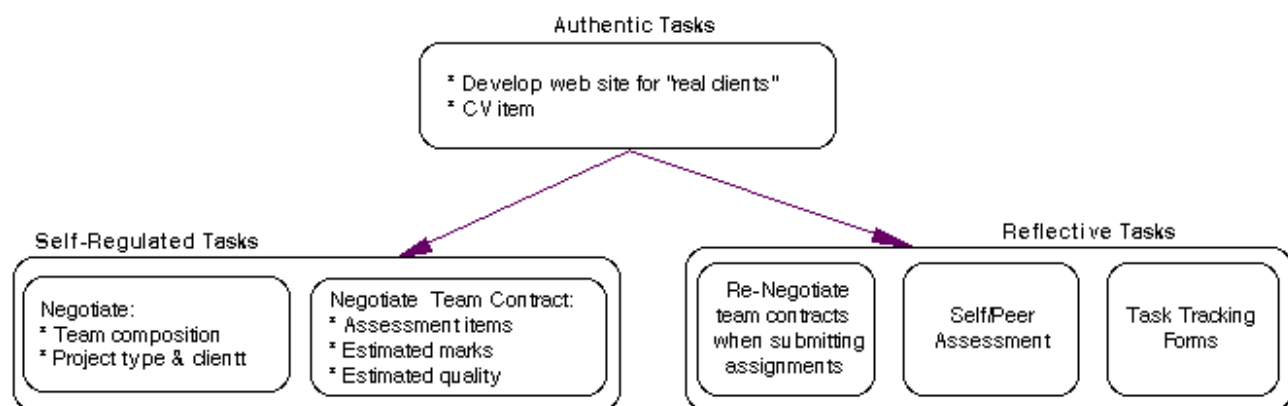 Authentic Tasks
* Develop web site for "real clients"
* CV item
Self-Regulated Tasks
Negotiate:
* Team composition
* Project type & clientt
Negotiate Team Contract:
* Assessment items
* Estimated marks
* Estimated quality
Reflective Tasks
Re-Negotiate
team contracts
when submitting
assignments
Self/Peer
Assessment
Task Tracking
Forms